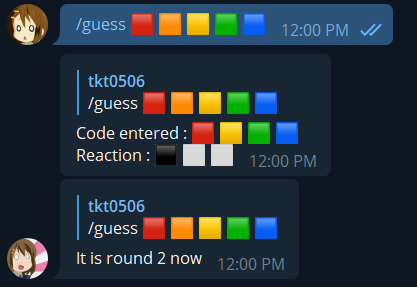 /guess 🟥 🟧 🟨 🟩 🟦 12:00 PM
tkt0506
/guess 🟥 🟧 🟨 🟩 🟦
Code entered : 🟥 🟨 🟩 🟦
Reaction : ⬛ ⬜ ⬜ 12:00 PM
tkt0506
/guess 🟥 🟧 🟨 🟩 🟦
It is round 2 now 12:00 PM